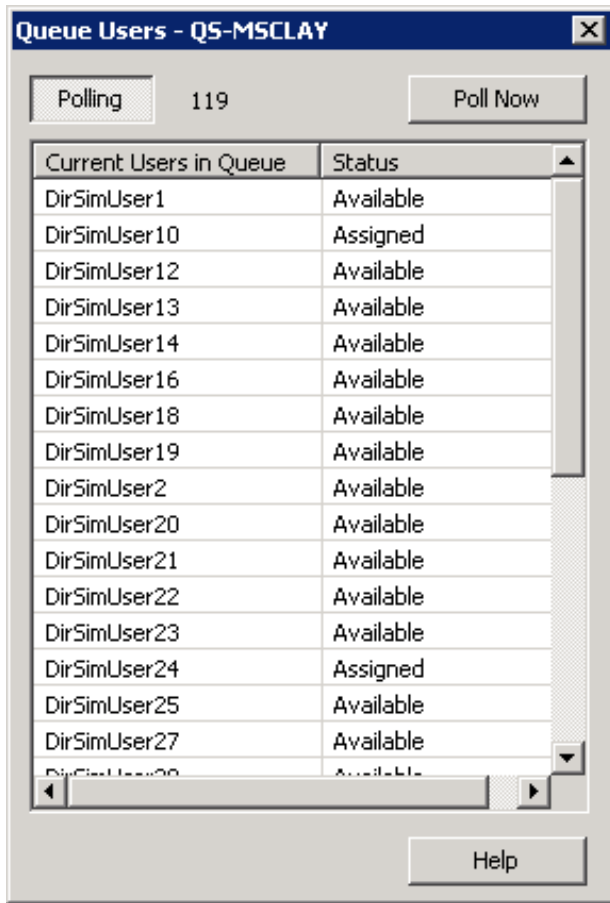 Queue Users - QS-MSCLAY
Polling 119 Poll Now
Current Users in Queue Status
DirSimUser1 Available
DirSimUser10 Assigned
DirSimUser12 Available
DirSimUser13 Available
DirSimUser14 Available
DirSimUser16 Available
DirSimUser18 Available
DirSimUser19 Available
DirSimUser2 Available
DirSimUser20 Available
DirSimUser21 Available
DirSimUser22 Available
DirSimUser23 Available
DirSimUser24 Assigned
DirSimUser25 Available
DirSimUser27 Available
Available
Help